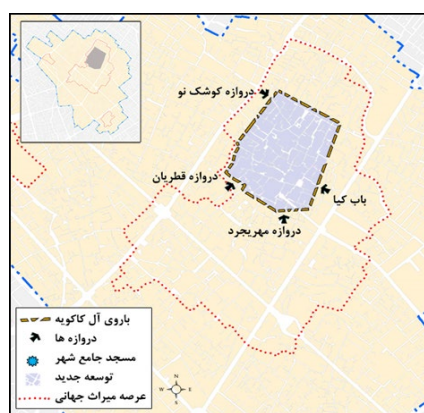 دروازه کوشک نو
دروازه قطریان
باب کیا
دروازه مهریجرد
باروی آل کاکویه
دروازه ها
مسجد جامع شهر
توسعه جدید
عرصه میراث جهانی
N
W
E
S